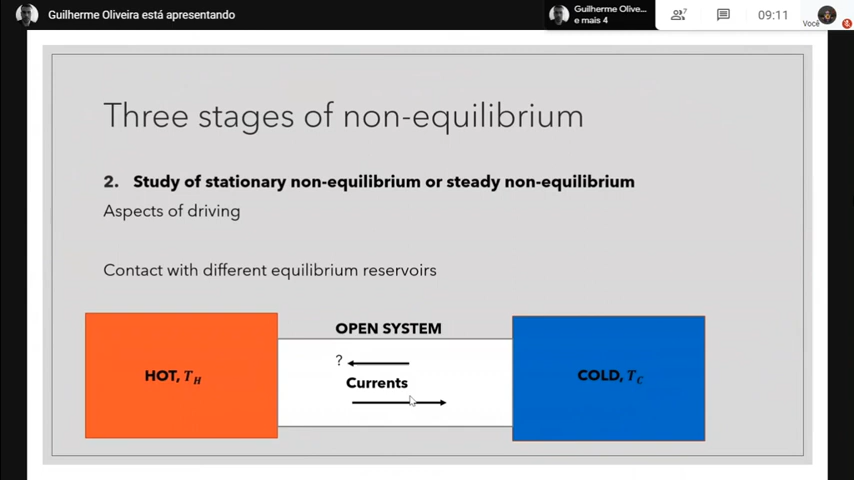 Guilherme Oliveira está apresentando
Guilherme Olive...
e mais 4
7
09:11
Você
Three stages of non-equilibrium
2. Study of stationary non-equilibrium or steady non-equilibrium
Aspects of driving
Contact with different equilibrium reservoirs
OPEN SYSTEM
?
HOT, T_H
Currents
COLD, T_C